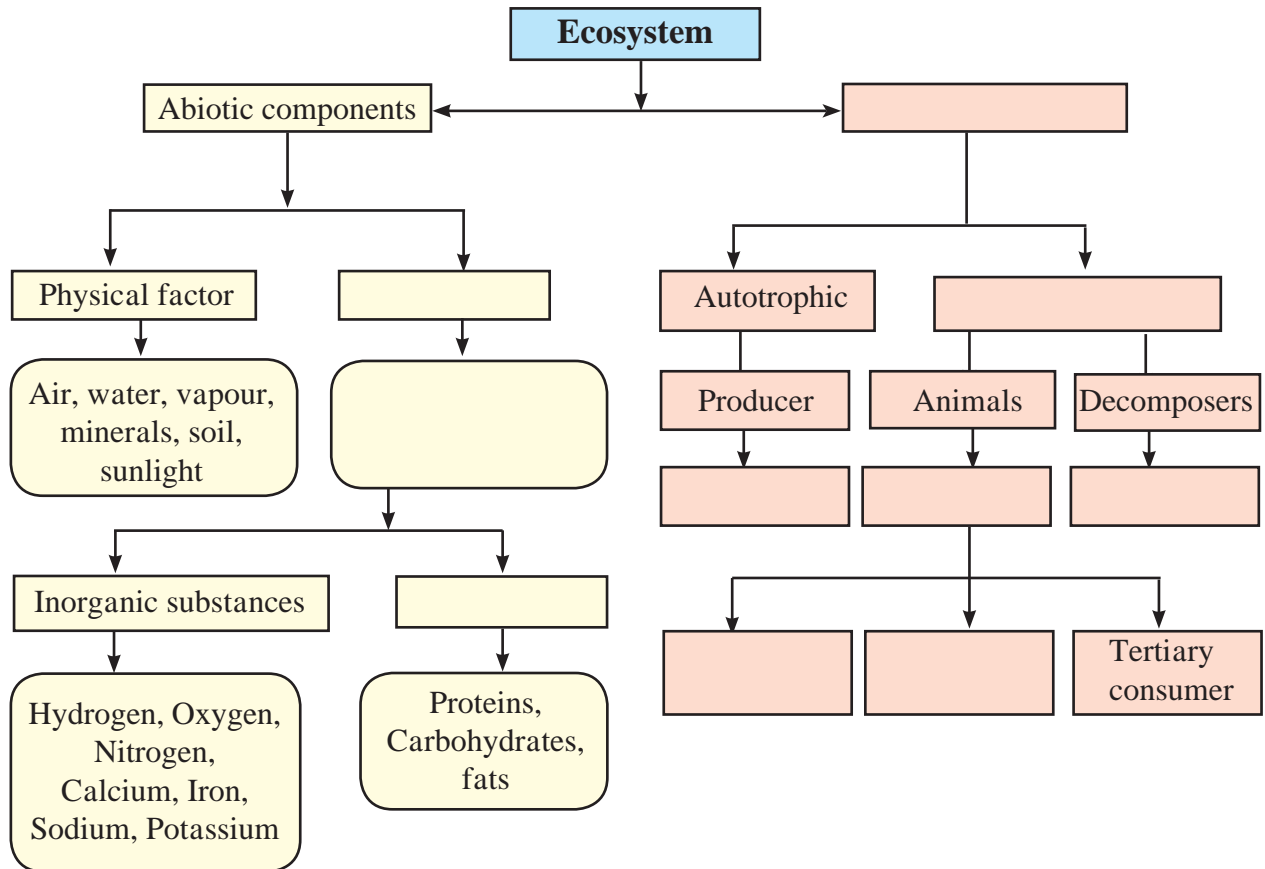 Ecosystem
Abiotic components
Physical factor
Autotrophic
Air, water, vapour,
minerals, soil,
sunlight
Producer
Animals
Decomposers
Inorganic substances
Hydrogen, Oxygen,
Nitrogen,
Calcium, Iron,
Sodium, Potassium
Proteins,
Carbohydrates,
fats
Tertiary
consumer